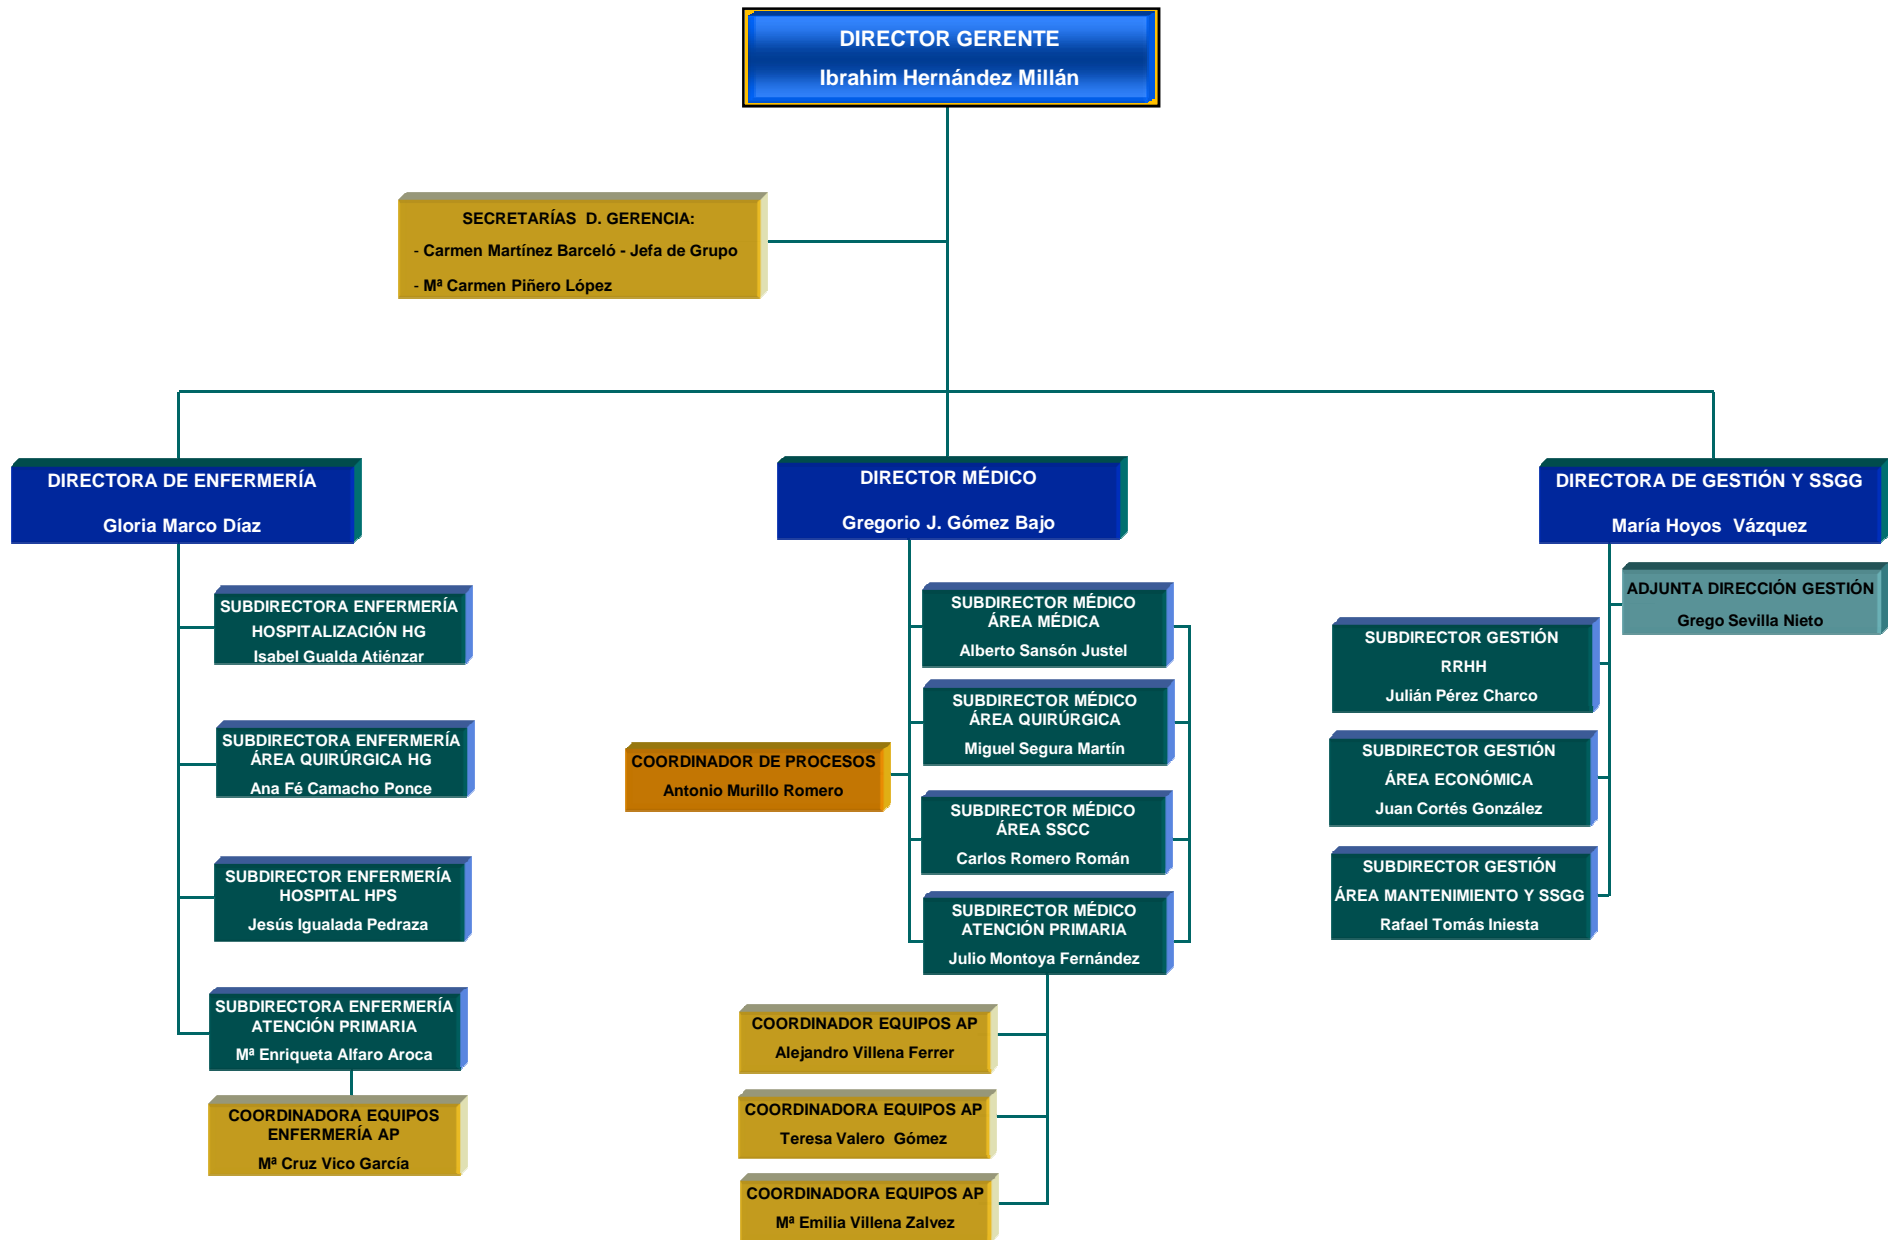 DIRECTOR GERENTE
Ibrahim Hernández Millán
SECRETARÍAS D. GERENCIA:
- Carmen Martínez Barceló - Jefa de Grupo
- Mª Carmen Piñero López
DIRECTORA DE ENFERMERÍA
Gloria Marco Díaz
SUBDIRECTORA ENFERMERÍA
HOSPITALIZACIÓN HG
Isabel Gualda Atiénzar
SUBDIRECTORA ENFERMERÍA
ÁREA QUIRÚRGICA HG
Ana Fé Camacho Ponce
SUBDIRECTOR ENFERMERÍA
HOSPITAL HPS
Jesús Igualada Pedraza
SUBDIRECTORA ENFERMERÍA
ATENCIÓN PRIMARIA
Mª Enriqueta Alfaro Aroca
COORDINADORA EQUIPOS
ENFERMERÍA AP
Mª Cruz Vico García
DIRECTOR MÉDICO
Gregorio J. Gómez Bajo
SUBDIRECTOR MÉDICO
ÁREA MÉDICA
Alberto Sansón Justel
SUBDIRECTOR MÉDICO
ÁREA QUIRÚRGICA
Miguel Segura Martín
COORDINADOR DE PROCESOS
Antonio Murillo Romero
SUBDIRECTOR MÉDICO
ÁREA SSCC
Carlos Romero Román
SUBDIRECTOR MÉDICO
ATENCIÓN PRIMARIA
Julio Montoya Fernández
COORDINADOR EQUIPOS AP
Alejandro Villena Ferrer
COORDINADORA EQUIPOS AP
Teresa Valero Gómez
COORDINADORA EQUIPOS AP
Mª Emilia Villena Zalvez
DIRECTORA DE GESTIÓN Y SSGG
María Hoyos Vázquez
ADJUNTA DIRECCIÓN GESTIÓN
Grego Sevilla Nieto
SUBDIRECTOR GESTIÓN
RRHH
Julián Pérez Charco
SUBDIRECTOR GESTIÓN
ÁREA ECONÓMICA
Juan Cortés González
SUBDIRECTOR GESTIÓN
ÁREA MANTENIMIENTO Y SSGG
Rafael Tomás Iniesta